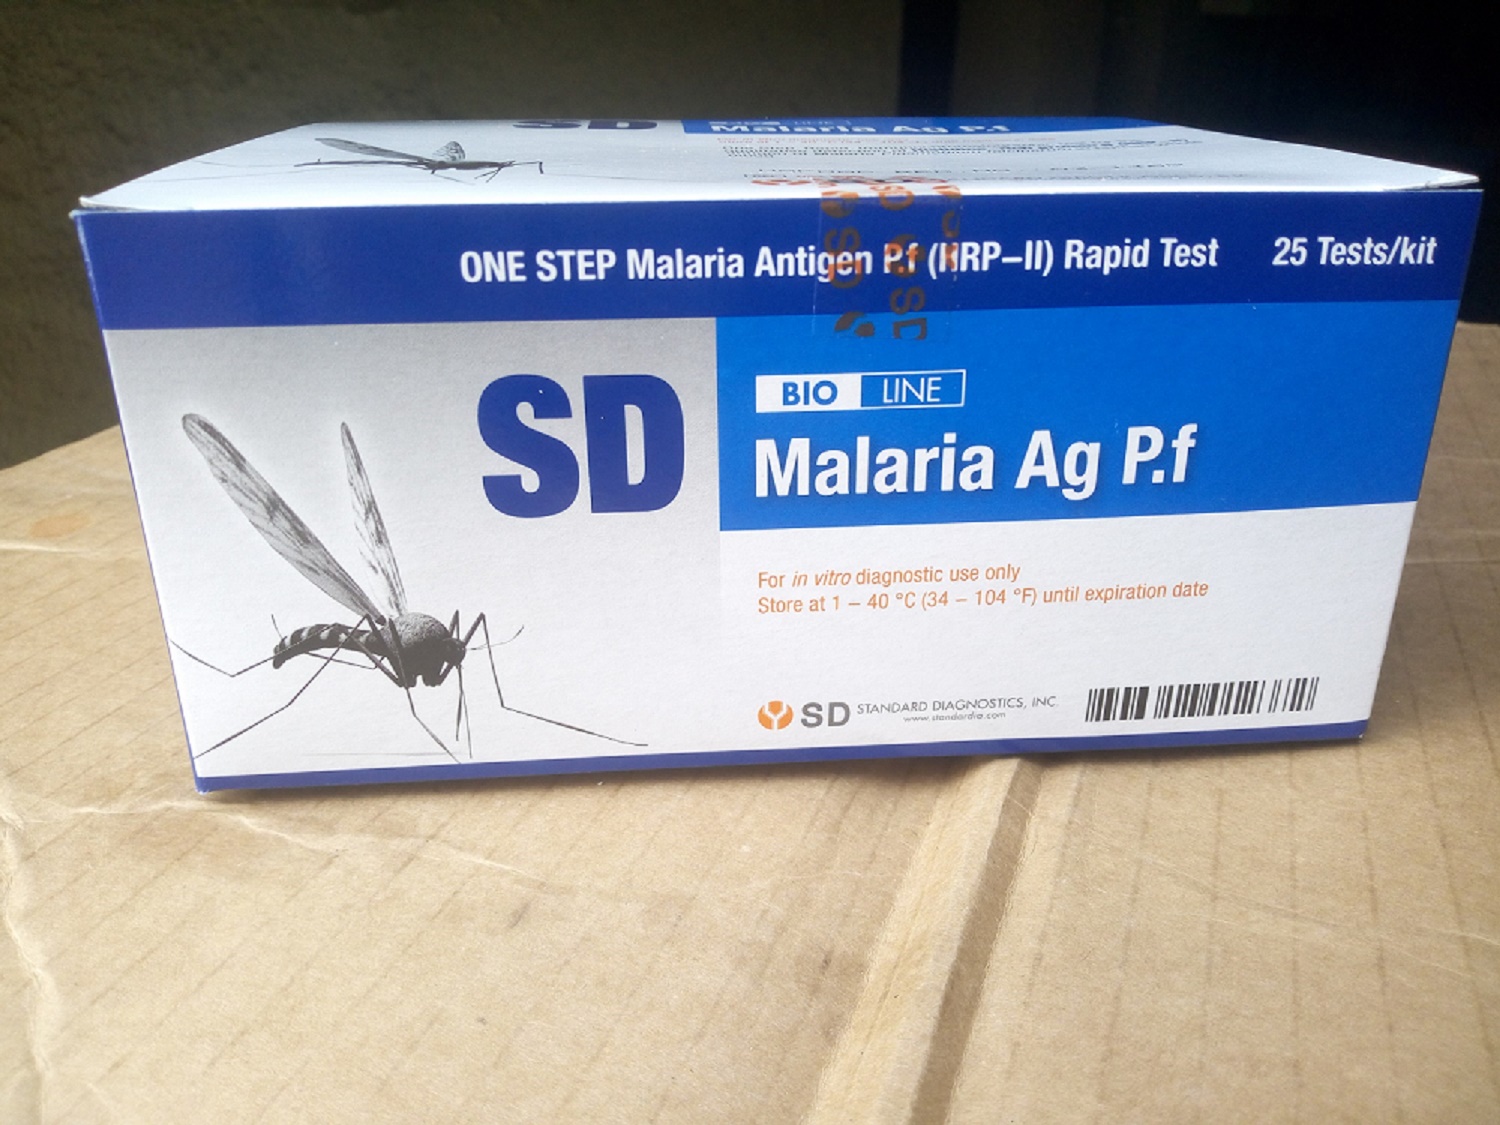 SD
Malaria Ag P.f
ONE STEP Malaria Antigen P.f (HRP–II) Rapid Test 25 Tests/kit
SD
BIO LINE
Malaria Ag P.f
For in vitro diagnostic use only
Store at 1 – 40 °C (34 – 104 °F) until expiration date
SD STANDARD DIAGNOSTICS, INC.
www.standardia.com